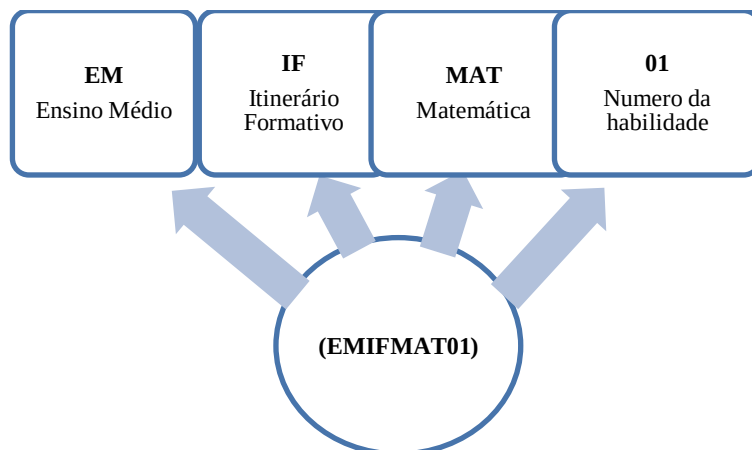 EM
Ensino Médio
IF
Itinerário
Formativo
MAT
Matemática
01
Numero da
habilidade
(EMIFMAT01)